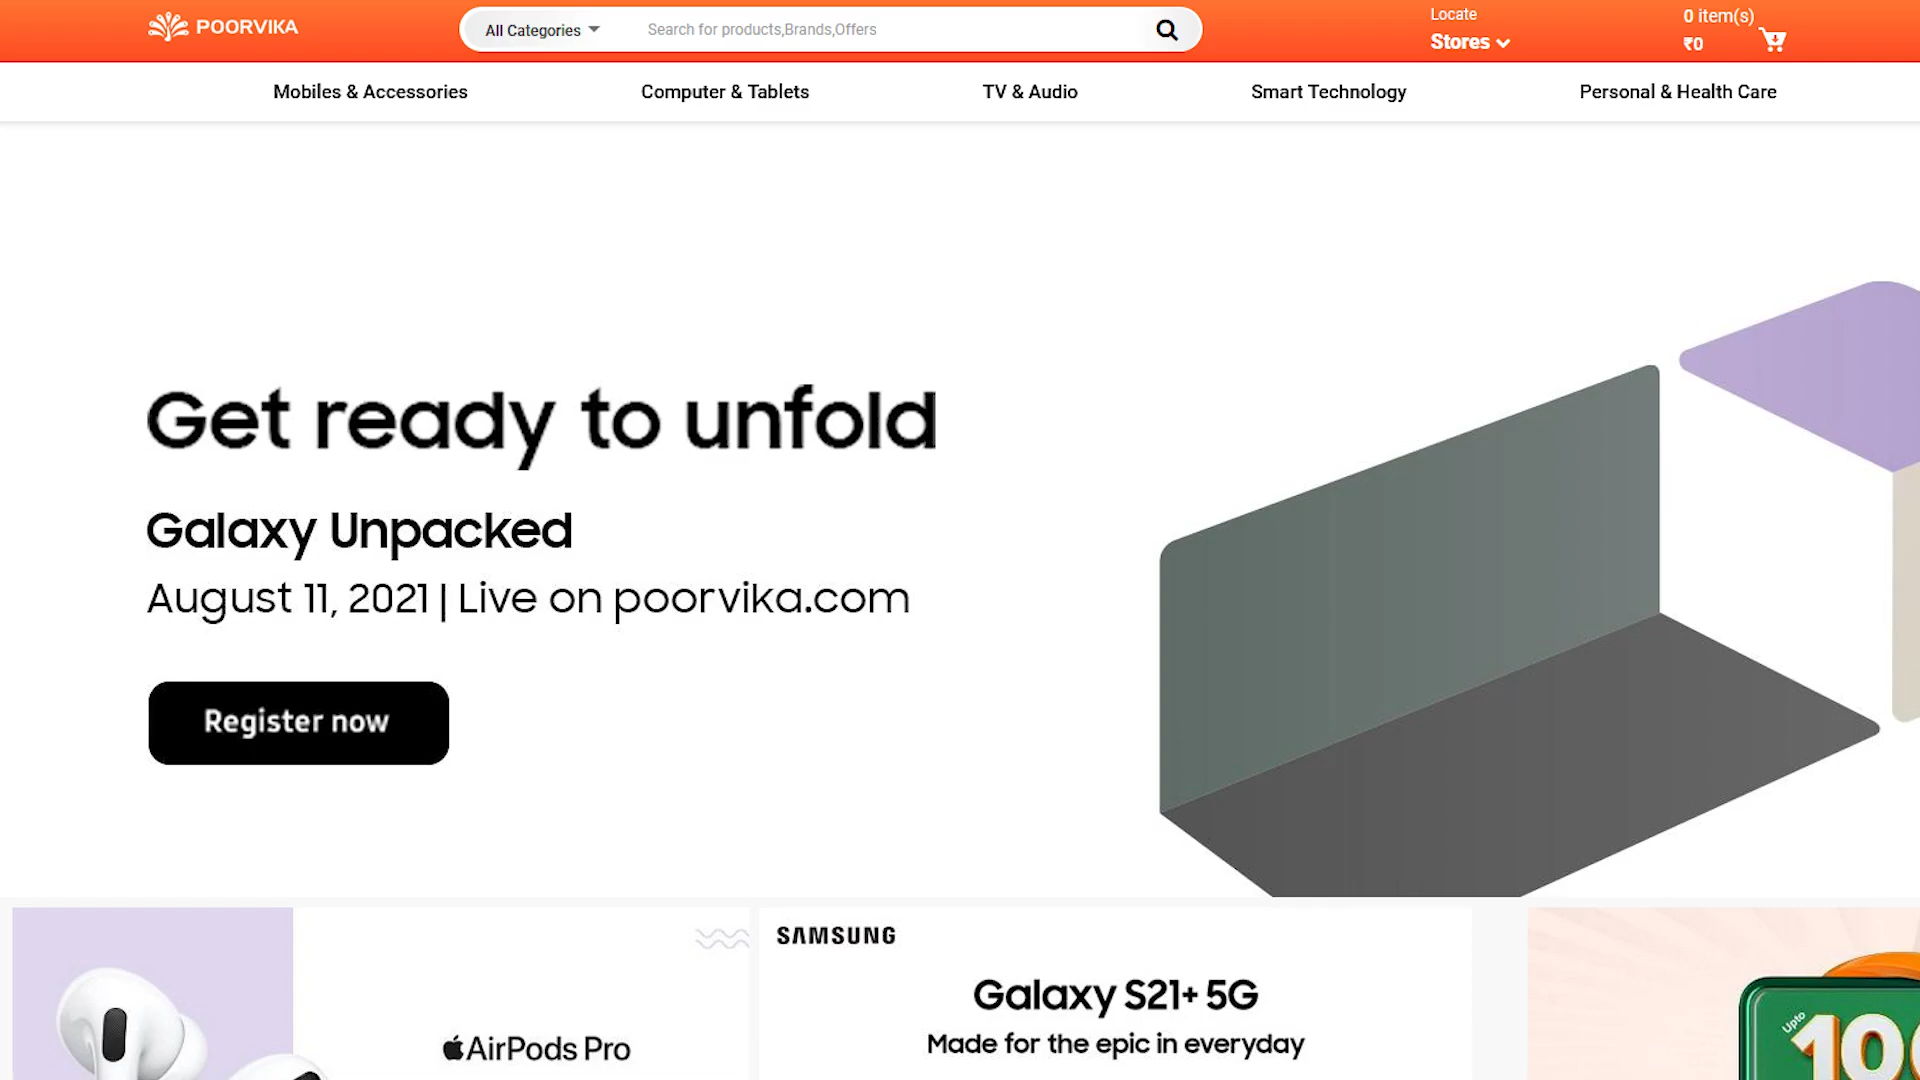 POORVIKA
All Categories
Search for products,Brands,Offers
Locate
Stores
0 item(s)
₹0
Mobiles & Accessories
Computer & Tablets
TV & Audio
Smart Technology
Personal & Health Care
Get ready to unfold
Galaxy Unpacked
August 11, 2021 | Live on poorvika.com
Register now
AirPods Pro
SAMSUNG
Galaxy S21+ 5G
Made for the epic in everyday
Upto